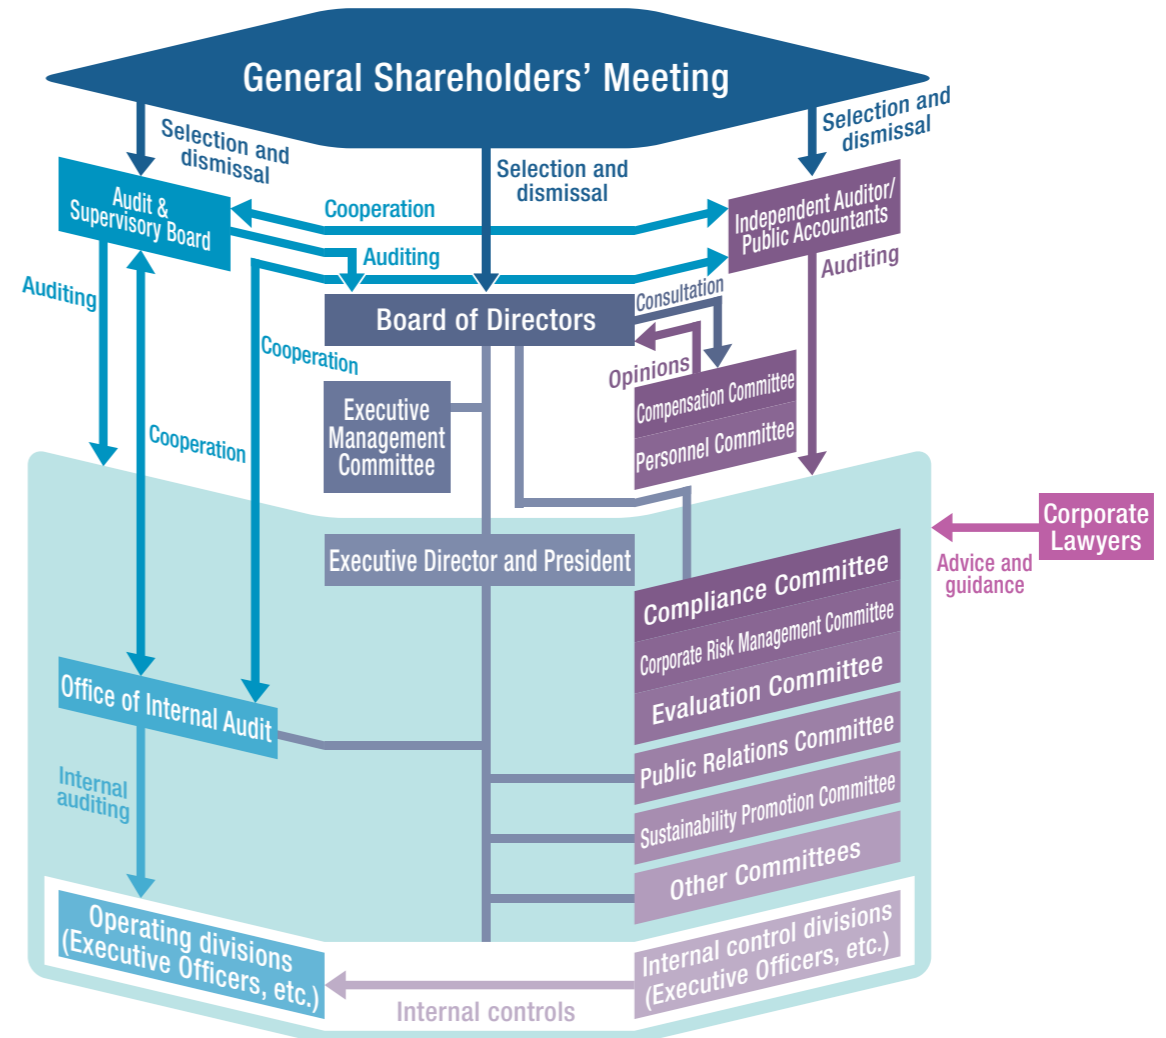 General Shareholders’ Meeting
Selection and
dismissal
Selection and
dismissal
Selection and
dismissal
Audit &
Supervisory Board
Cooperation
Independent Auditor/
Public Accountants
Auditing
Auditing
Auditing
Consultation
Board of Directors
Cooperation
Opinions
Compensation Committee
Personnel Committee
Executive
Management
Committee
Cooperation
Corporate
Lawyers
Advice and
guidance
Executive Director and President
Compliance Committee
Corporate Risk Management Committee
Evaluation Committee
Office of Internal Audit
Public Relations Committee
Internal
auditing
Sustainability Promotion Committee
Other Committees
Operating divisions
(Executive Officers, etc.)
Internal control divisions
(Executive Officers, etc.)
Internal controls